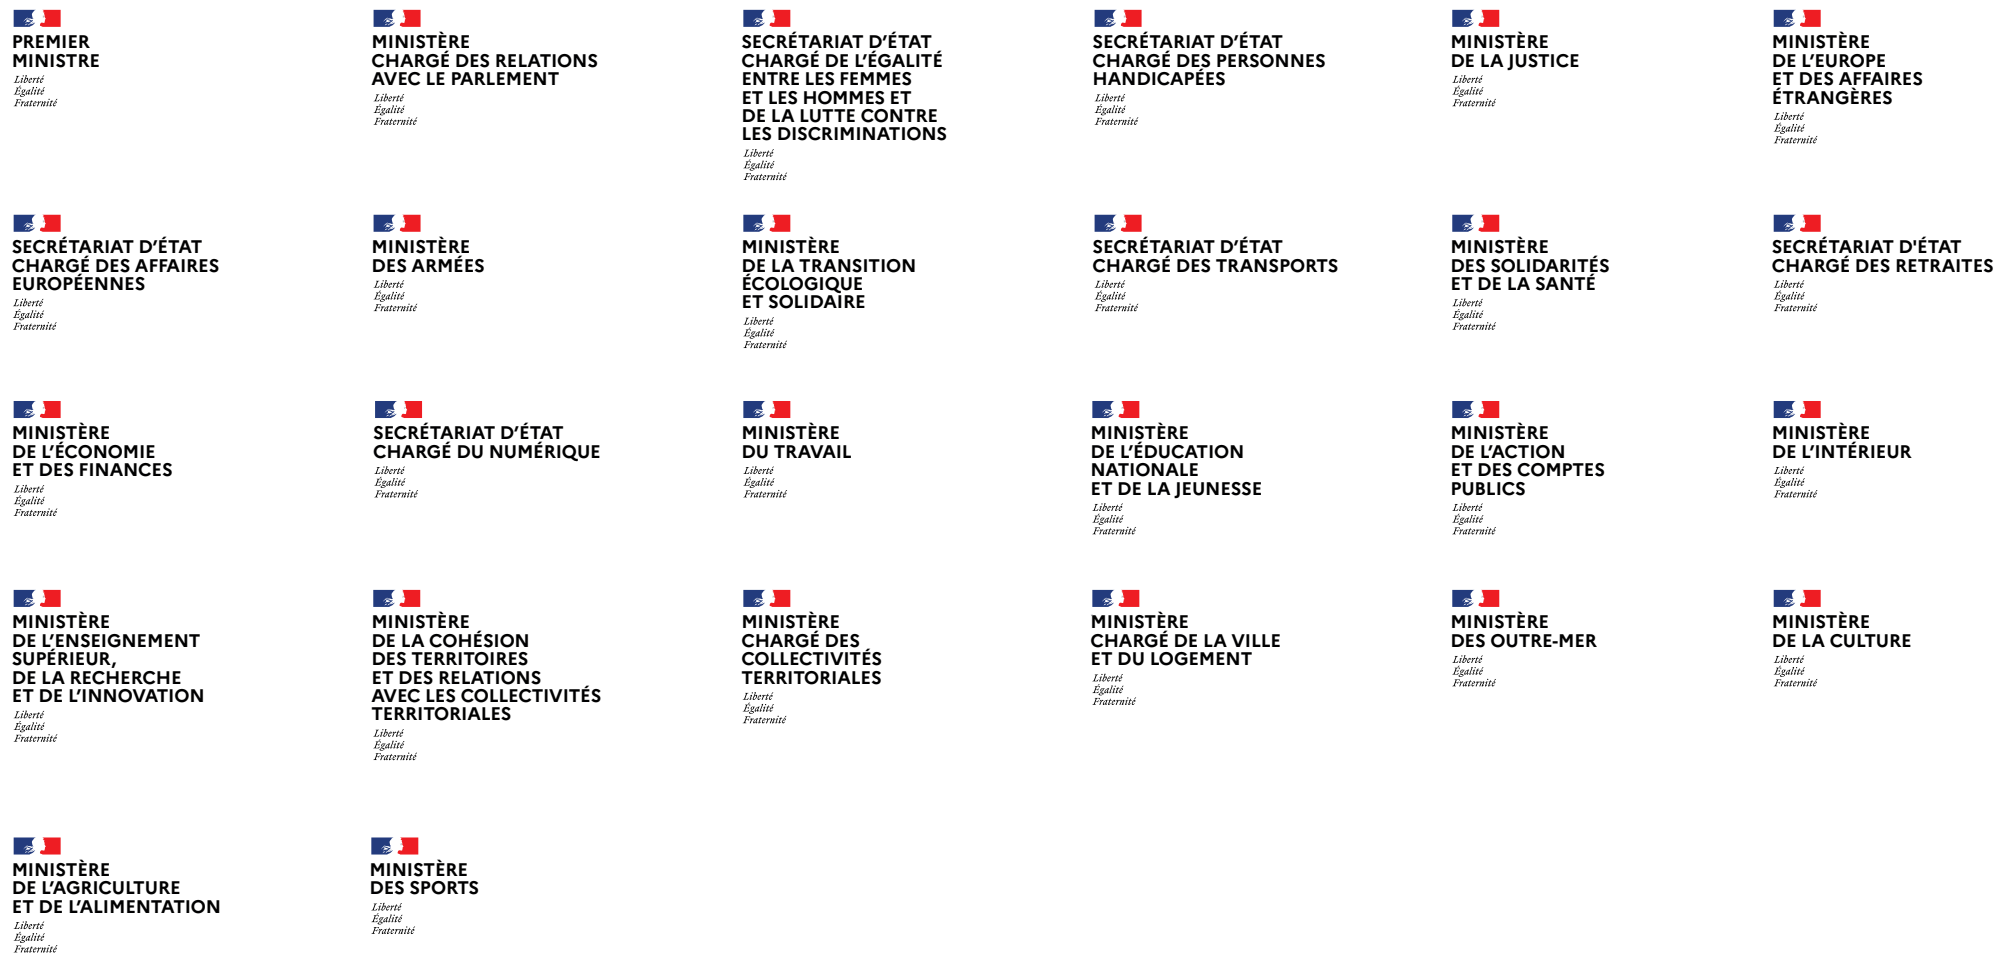 PREMIER
MINISTRE
Liberté
Égalité
Fraternité
MINISTÈRE
CHARGÉ DES RELATIONS
AVEC LE PARLEMENT
Liberté
Égalité
Fraternité
SECRÉTARIAT D’ÉTAT
CHARGÉ DE L’ÉGALITÉ
ENTRE LES FEMMES
ET LES HOMMES ET
DE LA LUTTE CONTRE
LES DISCRIMINATIONS
Liberté
Égalité
Fraternité
SECRÉTARIAT D’ÉTAT
CHARGÉ DES PERSONNES
HANDICAPÉES
Liberté
Égalité
Fraternité
MINISTÈRE
DE LA JUSTICE
Liberté
Égalité
Fraternité
MINISTÈRE
DE L’EUROPE
ET DES AFFAIRES
ÉTRANGÈRES
Liberté
Égalité
Fraternité
SECRÉTARIAT D’ÉTAT
CHARGÉ DES AFFAIRES
EUROPÉENNES
Liberté
Égalité
Fraternité
MINISTÈRE
DES ARMÉES
Liberté
Égalité
Fraternité
MINISTÈRE
DE LA TRANSITION
ÉCOLOGIQUE
ET SOLIDAIRE
Liberté
Égalité
Fraternité
SECRÉTARIAT D’ÉTAT
CHARGÉ DES TRANSPORTS
Liberté
Égalité
Fraternité
MINISTÈRE
DES SOLIDARITÉS
ET DE LA SANTÉ
Liberté
Égalité
Fraternité
SECRÉTARIAT D'ÉTAT
CHARGÉ DES RETRAITES
Liberté
Égalité
Fraternité
MINISTÈRE
DE L’ÉCONOMIE
ET DES FINANCES
Liberté
Égalité
Fraternité
SECRÉTARIAT D’ÉTAT
CHARGÉ DU NUMÉRIQUE
Liberté
Égalité
Fraternité
MINISTÈRE
DU TRAVAIL
Liberté
Égalité
Fraternité
MINISTÈRE
DE L’ÉDUCATION
NATIONALE
ET DE LA JEUNESSE
Liberté
Égalité
Fraternité
MINISTÈRE
DE L’ACTION
ET DES COMPTES
PUBLICS
Liberté
Égalité
Fraternité
MINISTÈRE
DE L’INTÉRIEUR
Liberté
Égalité
Fraternité
MINISTÈRE
DE L’ENSEIGNEMENT
SUPÉRIEUR,
DE LA RECHERCHE
ET DE L’INNOVATION
Liberté
Égalité
Fraternité
MINISTÈRE
DE LA COHÉSION
DES TERRITOIRES
ET DES RELATIONS
AVEC LES COLLECTIVITÉS
TERRITORIALES
Liberté
Égalité
Fraternité
MINISTÈRE
CHARGÉ DES
COLLECTIVITÉS
TERRITORIALES
Liberté
Égalité
Fraternité
MINISTÈRE
CHARGÉ DE LA VILLE
ET DU LOGEMENT
Liberté
Égalité
Fraternité
MINISTÈRE
DES OUTRE-MER
Liberté
Égalité
Fraternité
MINISTÈRE
DE LA CULTURE
Liberté
Égalité
Fraternité
MINISTÈRE
DE L’AGRICULTURE
ET DE L’ALIMENTATION
Liberté
Égalité
Fraternité
MINISTÈRE
DES SPORTS
Liberté
Égalité
Fraternité